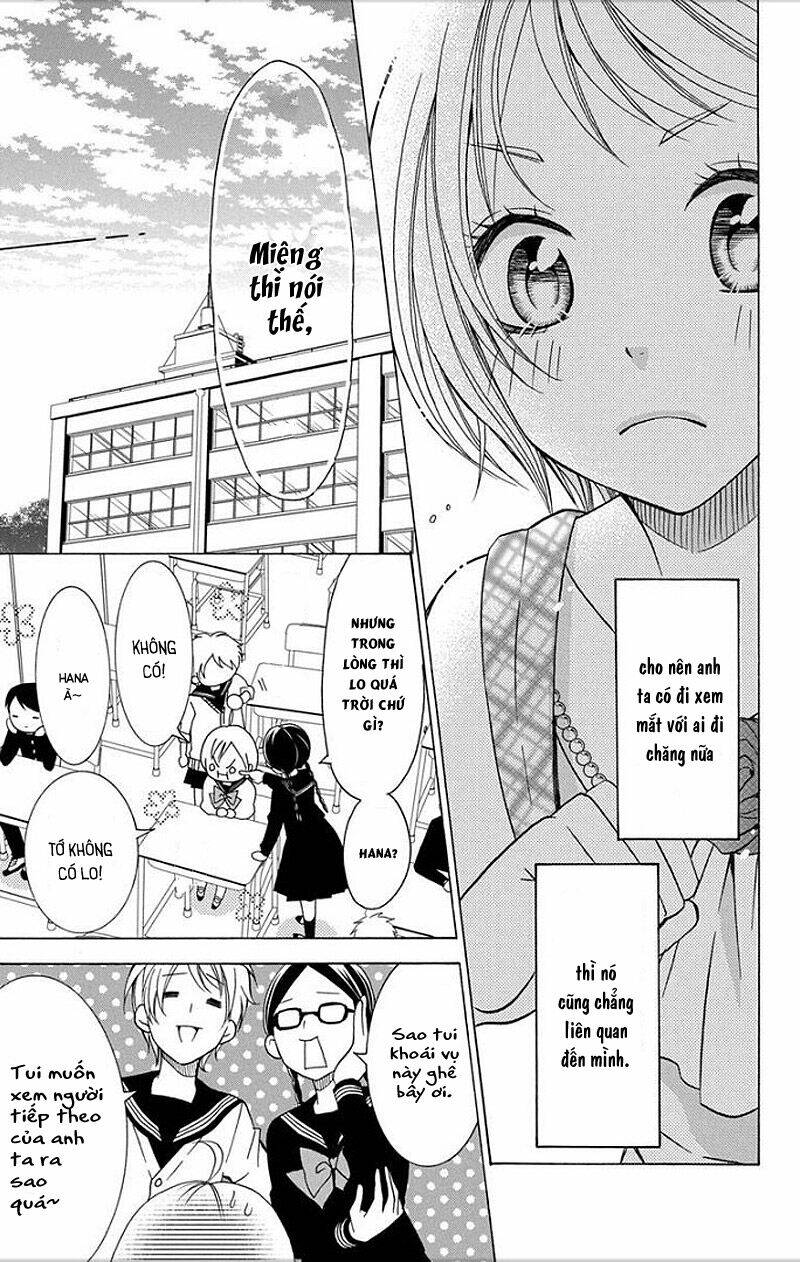 cho nên anh
ta có đi xem
mắt với ai đi
chăng nữa
thì nó
cũng chẳng
liên quan
đến mình.
Miệng
thì nói
thế,
NHƯNG
TRONG
LÒNG THÌ
LO QUÁ
TRỜI CHỨ
GÌ?
HANA?
KHÔNG
CÓ!
HANA
À~
TỚ KHÔNG
CÓ LO!
Sao tui
khoái vụ
này ghê
bây ơi.
Tui muốn
xem người
tiếp theo
của anh
ta ra
sao
quá~